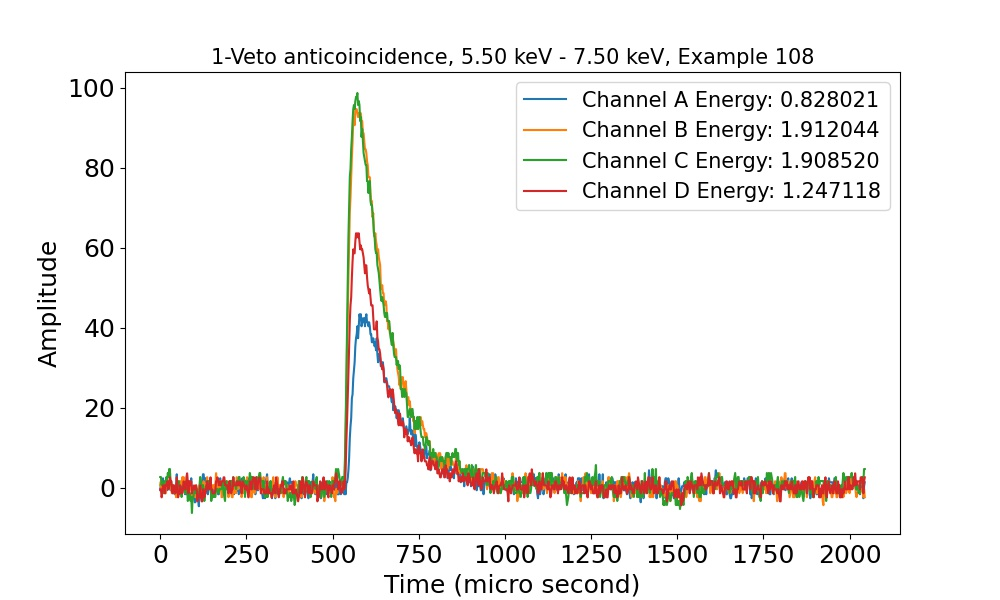 1-Veto anticoincidence, 5.50 keV - 7.50 keV, Example 108
Channel A Energy: 0.828021
Channel B Energy: 1.912044
Channel C Energy: 1.908520
Channel D Energy: 1.247118
100
80
60
40
20
0
Amplitude
0 250 500 750 1000 1250 1500 1750 2000
Time (micro second)